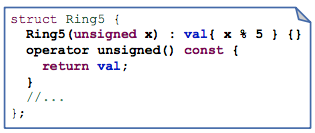 struct Ring5 {
  Ring5(unsigned x) : val{ x % 5 } {}
  operator unsigned() const {
    return val;
  }
  //...
};